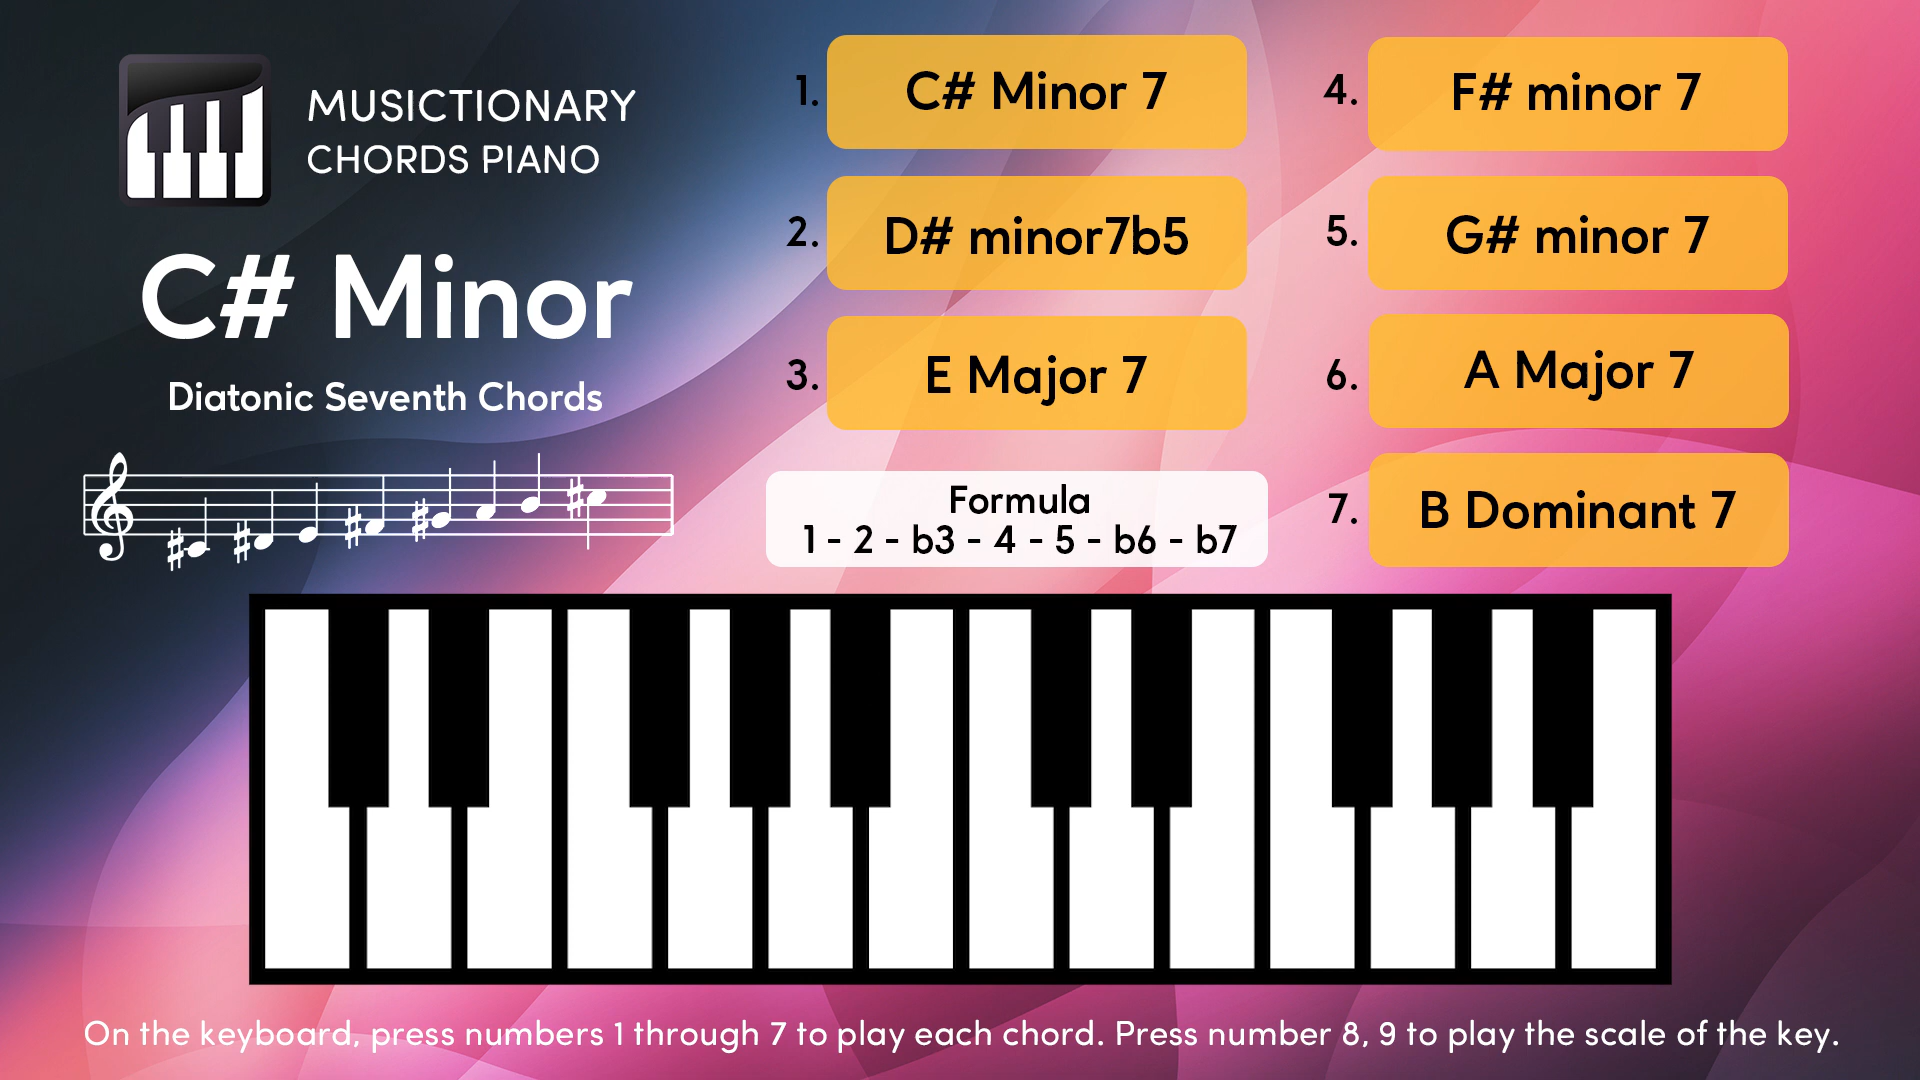 MUSICTIONARY
CHORDS PIANO
C# Minor
Diatonic Seventh Chords
1. C# Minor 7
2. D# minor7b5
3. E Major 7
Formula
1 - 2 - b3 - 4 - 5 - b6 - b7
4. F# minor 7
5. G# minor 7
6. A Major 7
7. B Dominant 7
On the keyboard, press numbers 1 through 7 to play each chord. Press number 8, 9 to play the scale of the key.